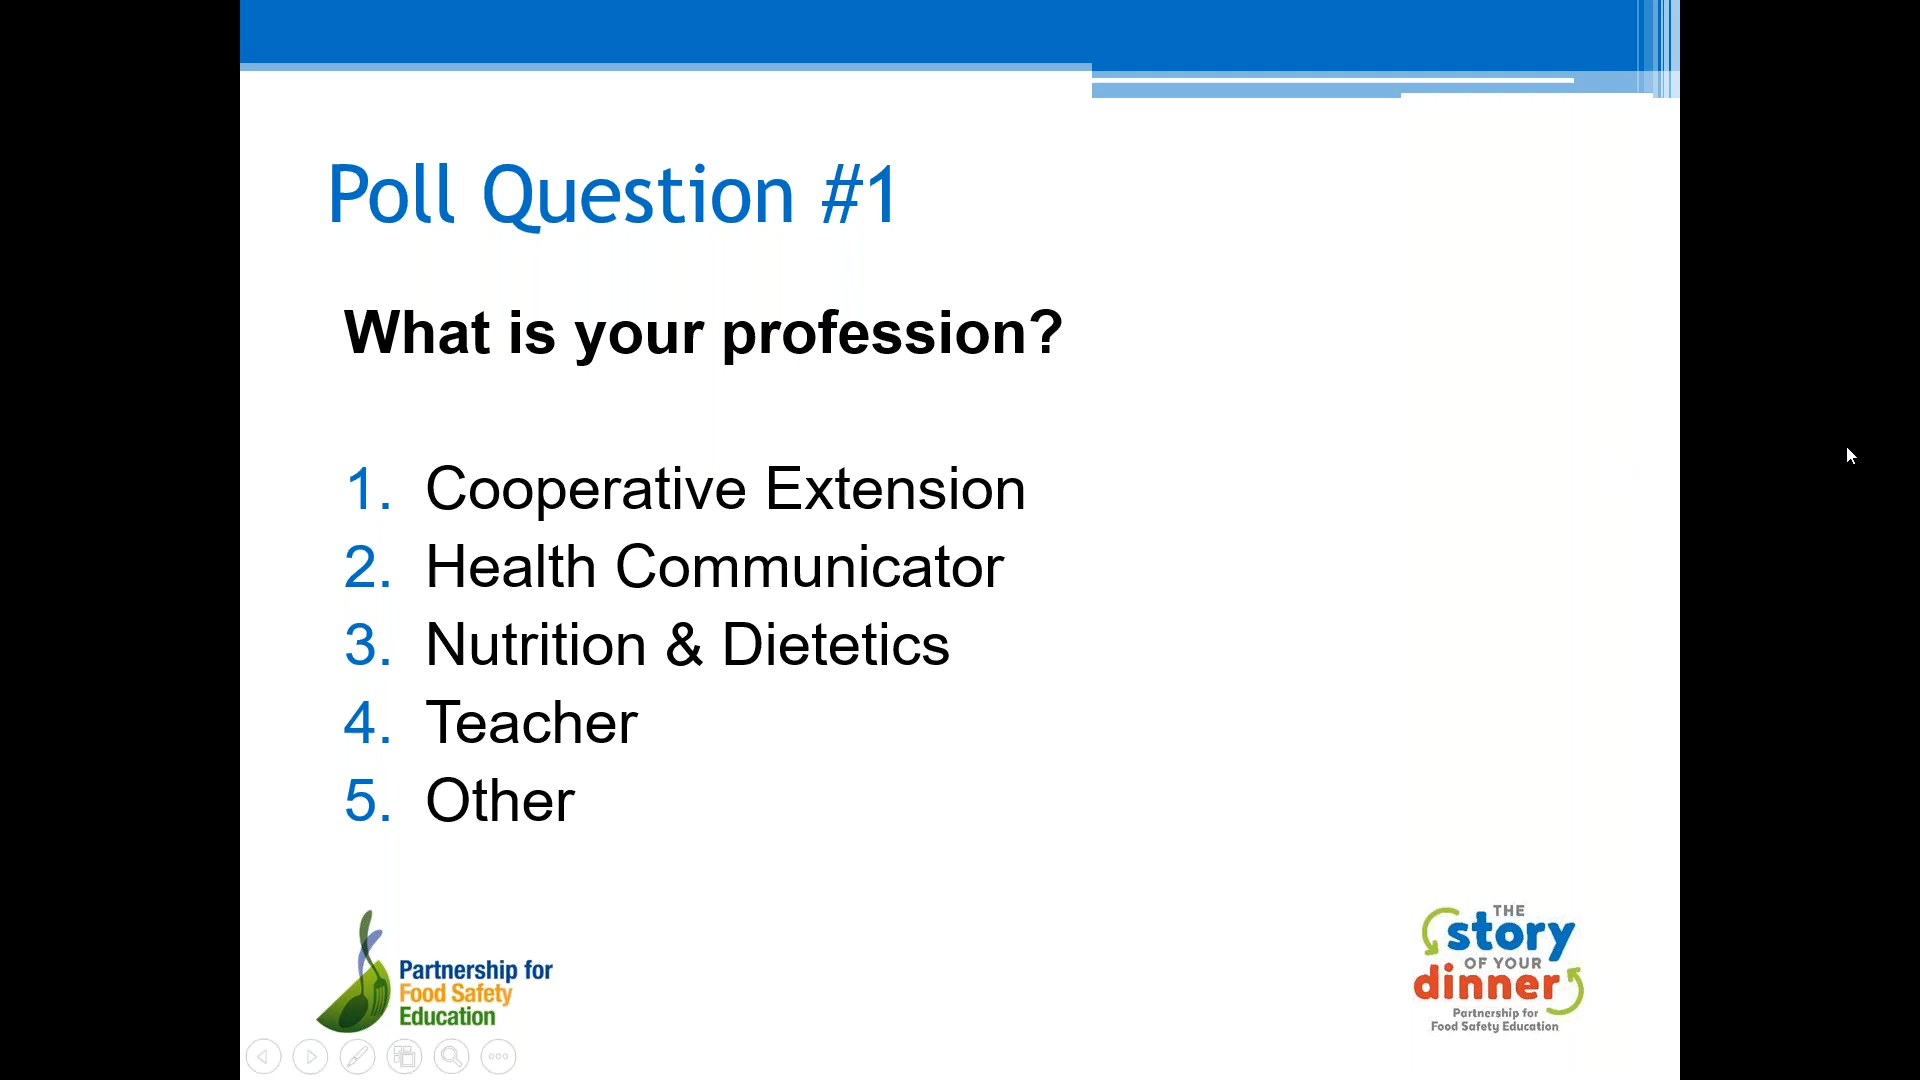 Poll Question #1
What is your profession?
1. Cooperative Extension
2. Health Communicator
3. Nutrition & Dietetics
4. Teacher
5. Other
Partnership for
Food Safety
Education
THE
story
OF YOUR
dinner
Partnership for
Food Safety Education